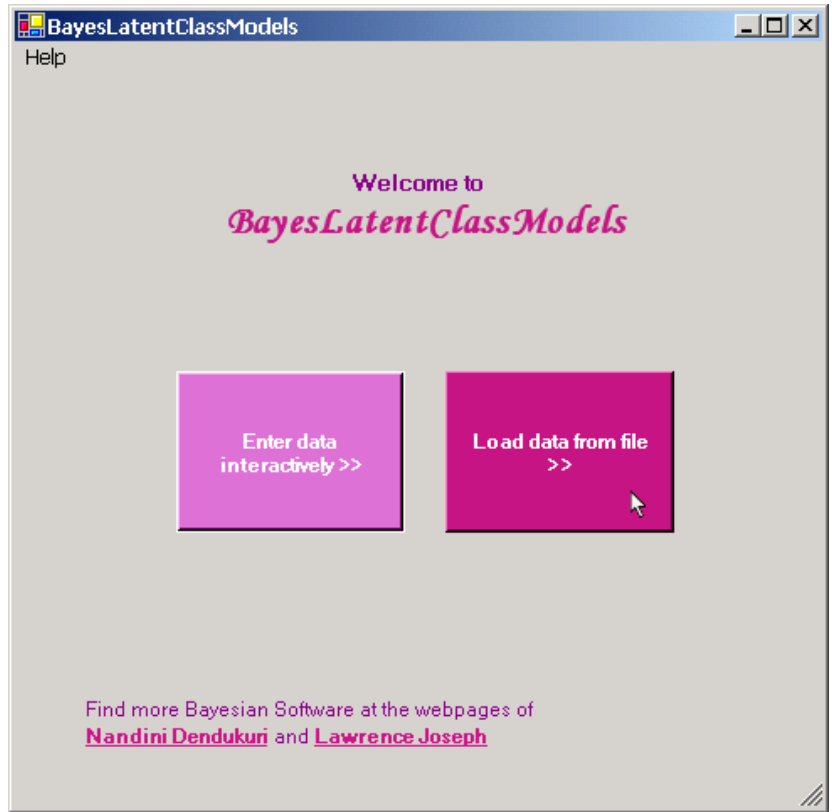 BayesLatentClassModels
Help
Welcome to
BayesLatentClassModels
Enter data
interactively >>
Load data from file
>>
Find more Bayesian Software at the webpages of
Nandini Dendukuri and Lawrence Joseph